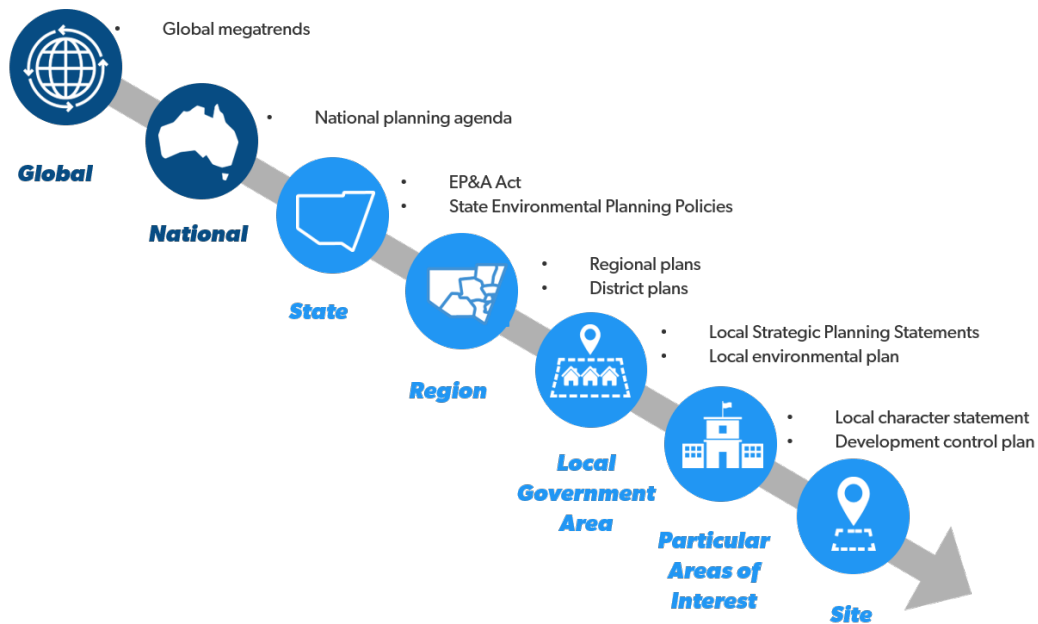 • Global megatrends
Global
• National planning agenda
National
• EP&A Act
• State Environmental Planning Policies
State
• Regional plans
• District plans
Region
• Local Strategic Planning Statements
• Local environmental plan
Local
Government
Area
• Local character statement
• Development control plan
Particular
Areas of
Interest
Site